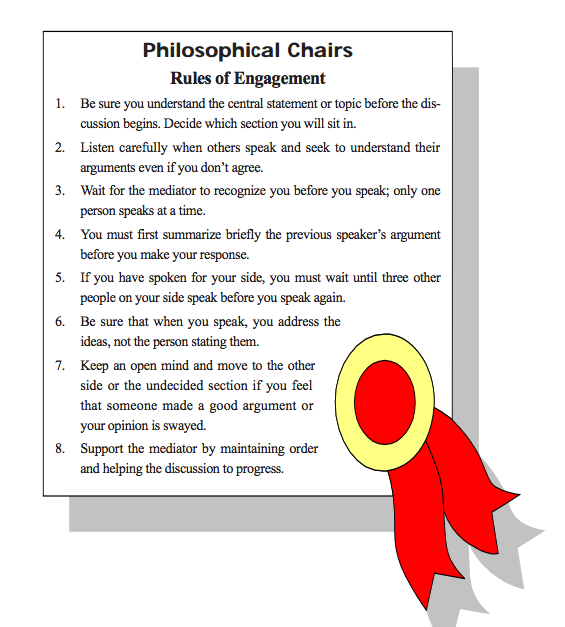 Philosophical Chairs
Rules of Engagement
1. Be sure you understand the central statement or topic before the dis-
cussion begins. Decide which section you will sit in.
2. Listen carefully when others speak and seek to understand their
arguments even if you don’t agree.
3. Wait for the mediator to recognize you before you speak; only one
person speaks at a time.
4. You must first summarize briefly the previous speaker’s argument
before you make your response.
5. If you have spoken for your side, you must wait until three other
people on your side speak before you speak again.
6. Be sure that when you speak, you address the
ideas, not the person stating them.
7. Keep an open mind and move to the other
side or the undecided section if you feel
that someone made a good argument or
your opinion is swayed.
8. Support the mediator by maintaining order
and helping the discussion to progress.